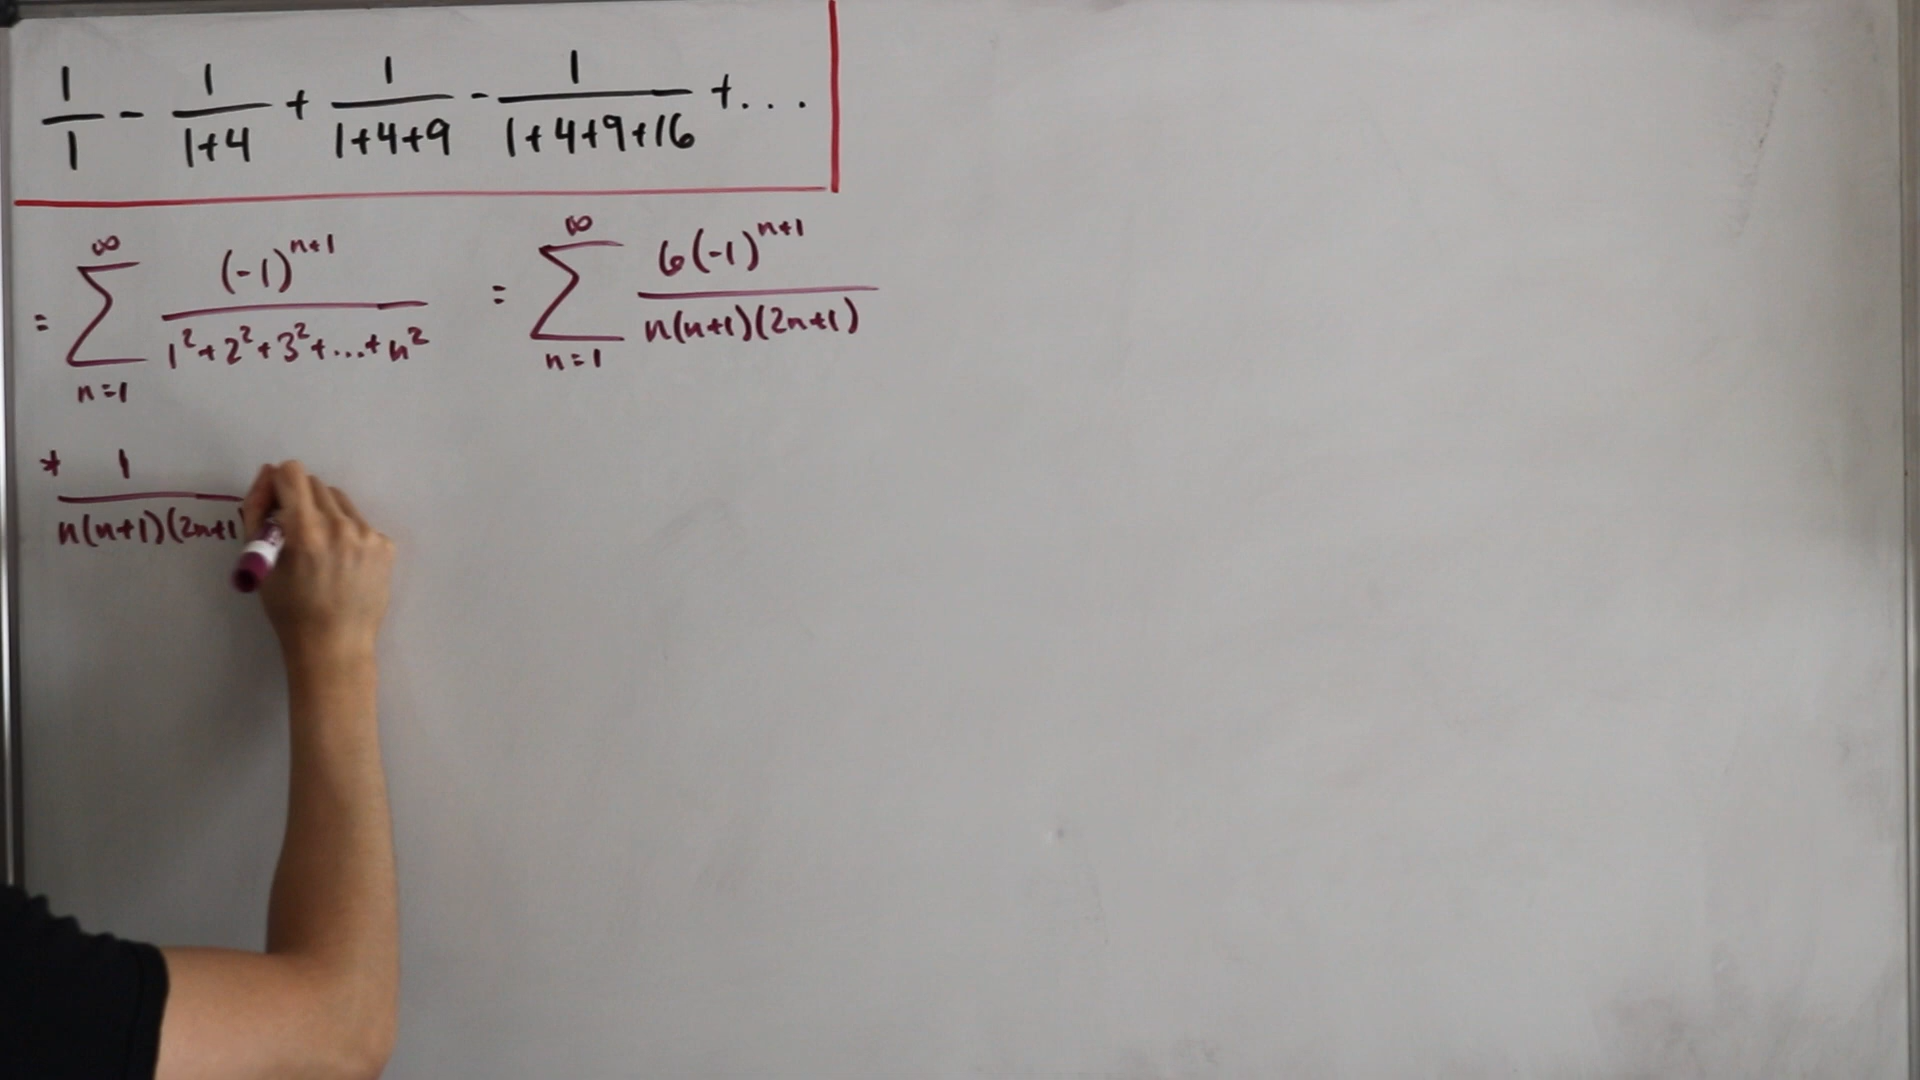 1/1 - 1/(1+4) + 1/(1+4+9) - 1/(1+4+9+16) + ...
= ∑_{n=1}^{∞} (-1)^{n+1}/(1²+2²+3²+...+n²) = ∑_{n=1}^{∞} 6(-1)^{n+1}/(n(n+1)(2n+1))
* 1/(n(n+1)(2n+1